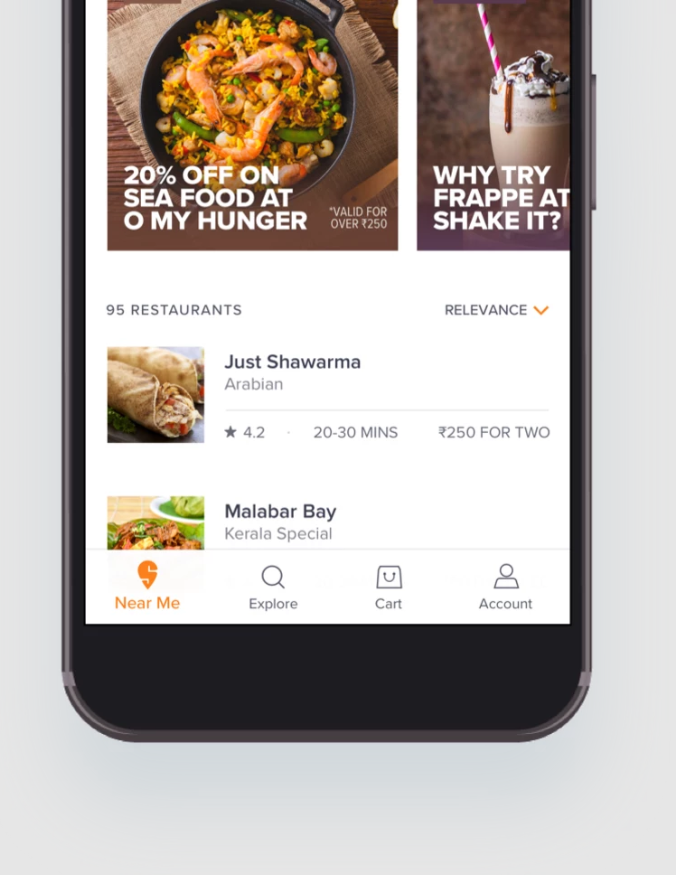 20% OFF ON
SEA FOOD AT
O MY HUNGER
*VALID FOR
OVER ₹250
WHY TRY
FRAPPE AT
SHAKE IT?
95 RESTAURANTS
RELEVANCE
Just Shawarma
Arabian
★ 4.2 · 20-30 MINS ₹250 FOR TWO
Malabar Bay
Kerala Special
Near Me
Explore
Cart
Account